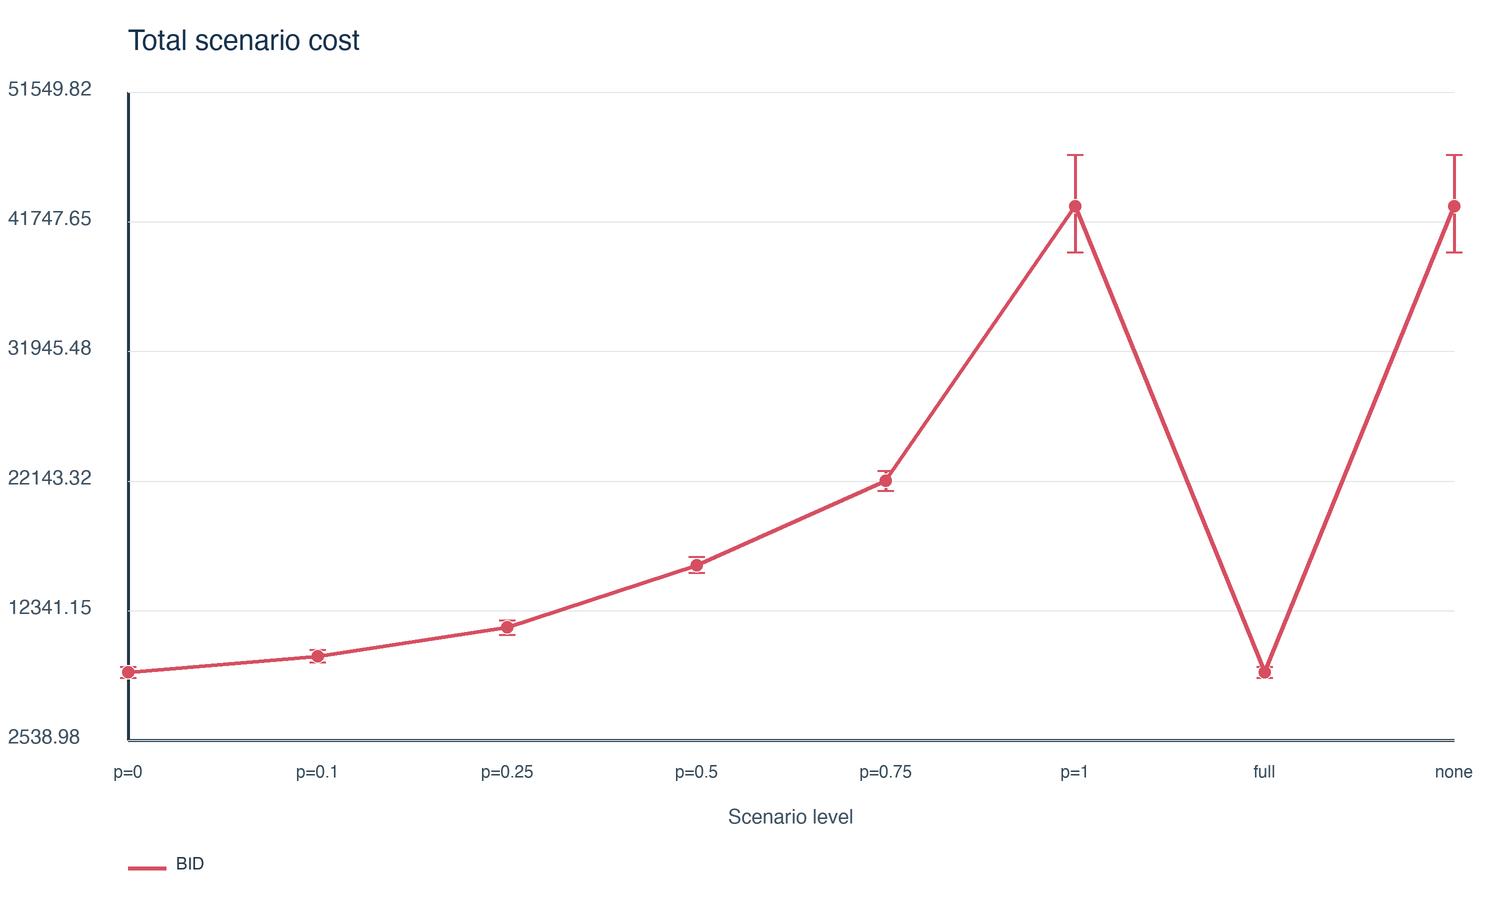 Total scenario cost
51549.82
41747.65
31945.48
22143.32
12341.15
2538.98
p=0 p=0.1 p=0.25 p=0.5 p=0.75 p=1 full none
Scenario level
BID